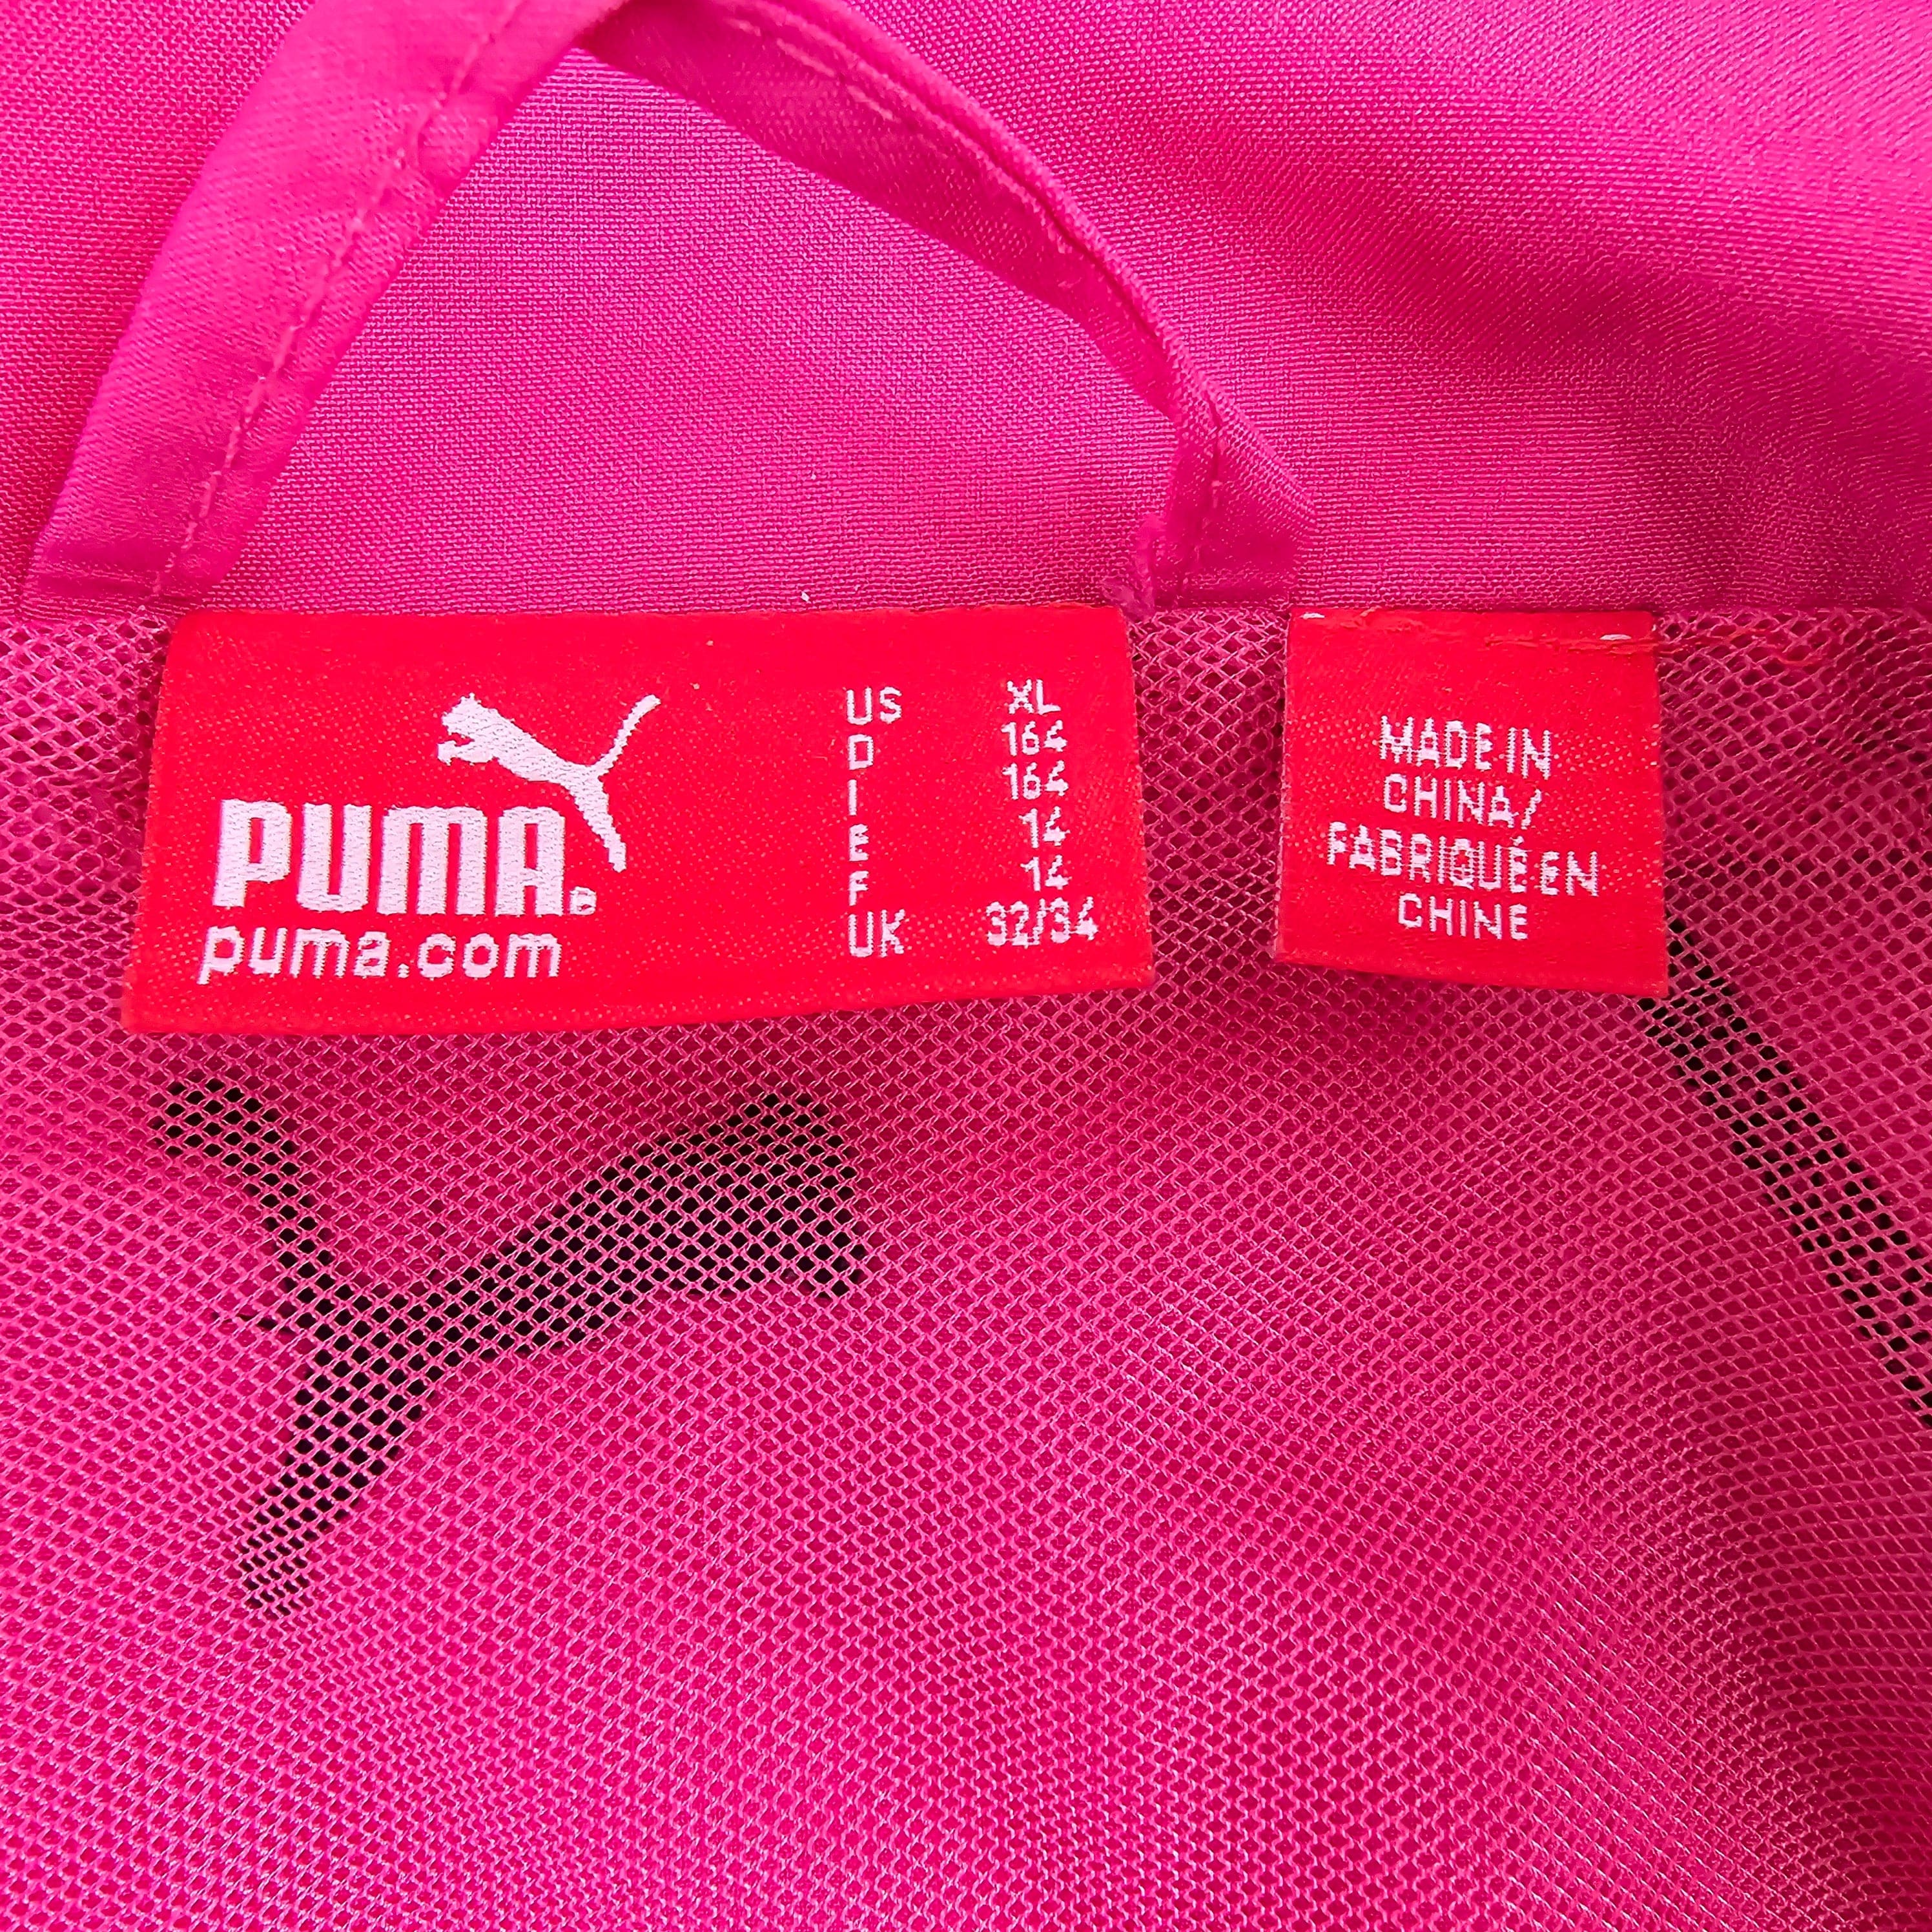 PUMA®
puma.com
US XL
D 164
I 164
E 14
F 14
UK 32/34
MADE IN
CHINA/
FABRIQUÉ EN
CHINE